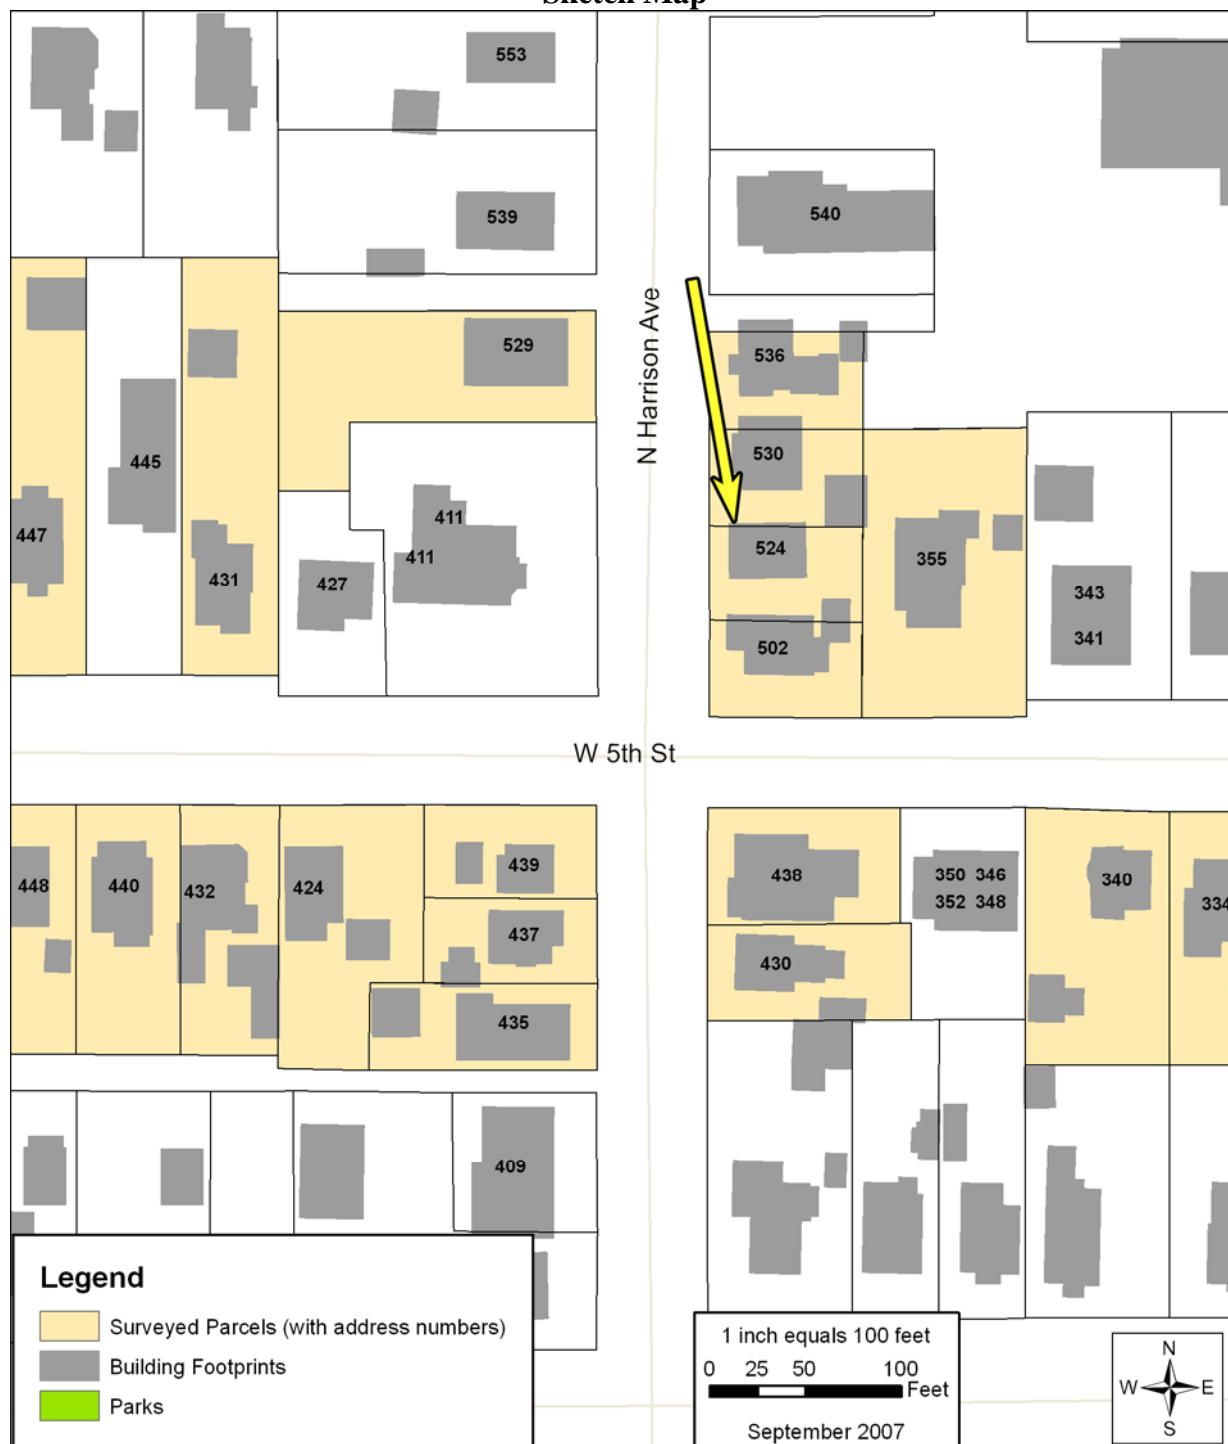 Sketch Map
553
539
540
N Harrison Ave
529
536
530
445
447
411
411
524
355
431
427
343
341
502
W 5th St
448
440
432
424
439
437
435
438
350 346
352 348
340
334
430
409
Legend
Surveyed Parcels (with address numbers)
Building Footprints
Parks
1 inch equals 100 feet
0 25 50 100
Feet
September 2007
N
W E
S